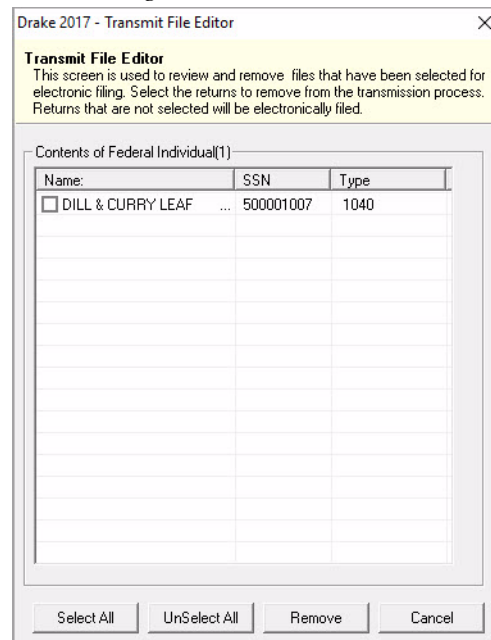 Drake 2017 - Transmit File Editor
Transmit File Editor
This screen is used to review and remove files that have been selected for
electronic filing. Select the returns to remove from the transmission process.
Returns that are not selected will be electronically filed.
Contents of Federal Individual(1)
Name: SSN Type
DILL & CURRY LEAF ... 500001007 1040
Select All UnSelect All Remove Cancel